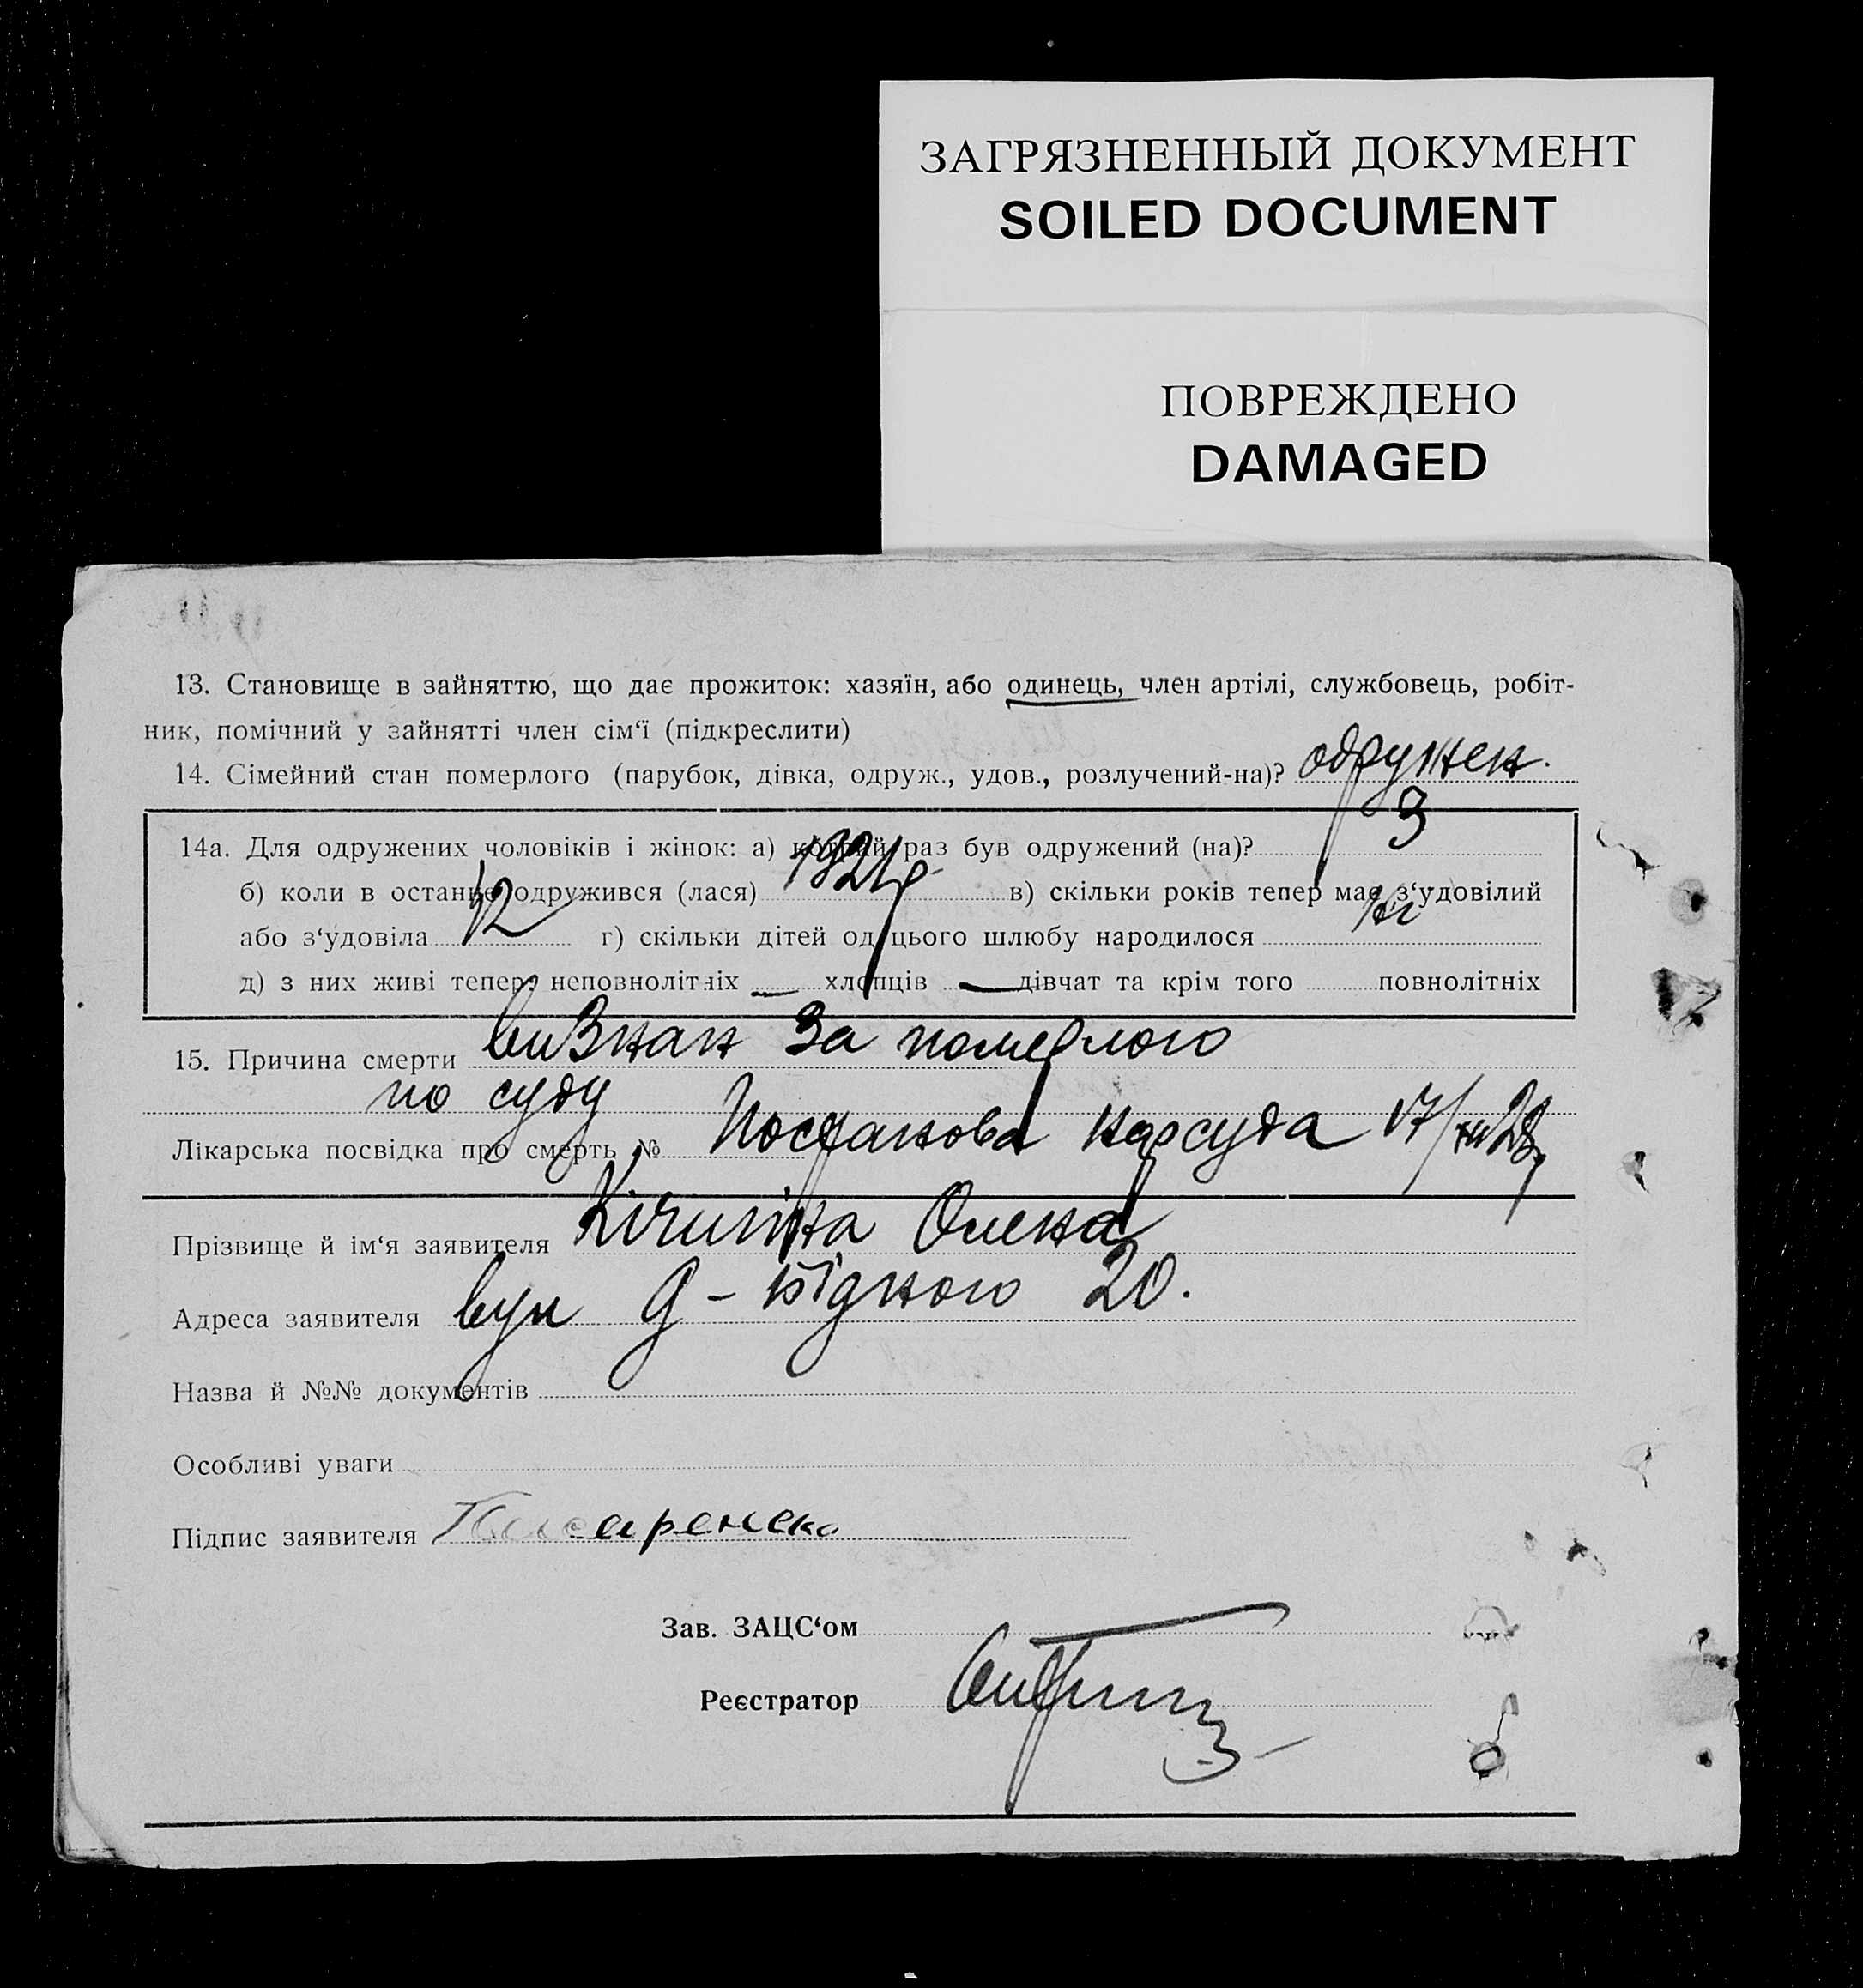 ЗАГРЯЗНЕННЫЙ ДОКУМЕНТ
SOILED DOCUMENT
ПОВРЕЖДЕНО
DAMAGED
13. Становище в зайняттю, що дає прожиток: хазяїн, або одинець, член артілі, службовець, робіт-
ник, помічний у зайнятті член сім‘ї (підкреслити)
14. Сімейний стан померлого (парубок, дівка, одруж., удов., розлучений-на)? одружен.
14а. Для одружених чоловіків і жінок: а) котрий раз був одружений (на)? 3
б) коли в останнє одружився (лася) 1921р. в) скільки років тепер має з‘удовілий
або з‘удовіла г) скільки дітей од цього шлюбу народилося
д) з них живі тепер: неповнолітніх — хлопців — дівчат та крім того повнолітніх
15. Причина смерти визнан за померлого
по суду
Лікарська посвідка про смерть № Постанова нарсуда 17/
Прізвище й ім‘я заявителя Олена
Адреса заявителя вул Д-Бідного 20.
Назва й №№ документів
Особливі уваги
Підпис заявителя
Зав. ЗАЦС‘ом
Реєстратор